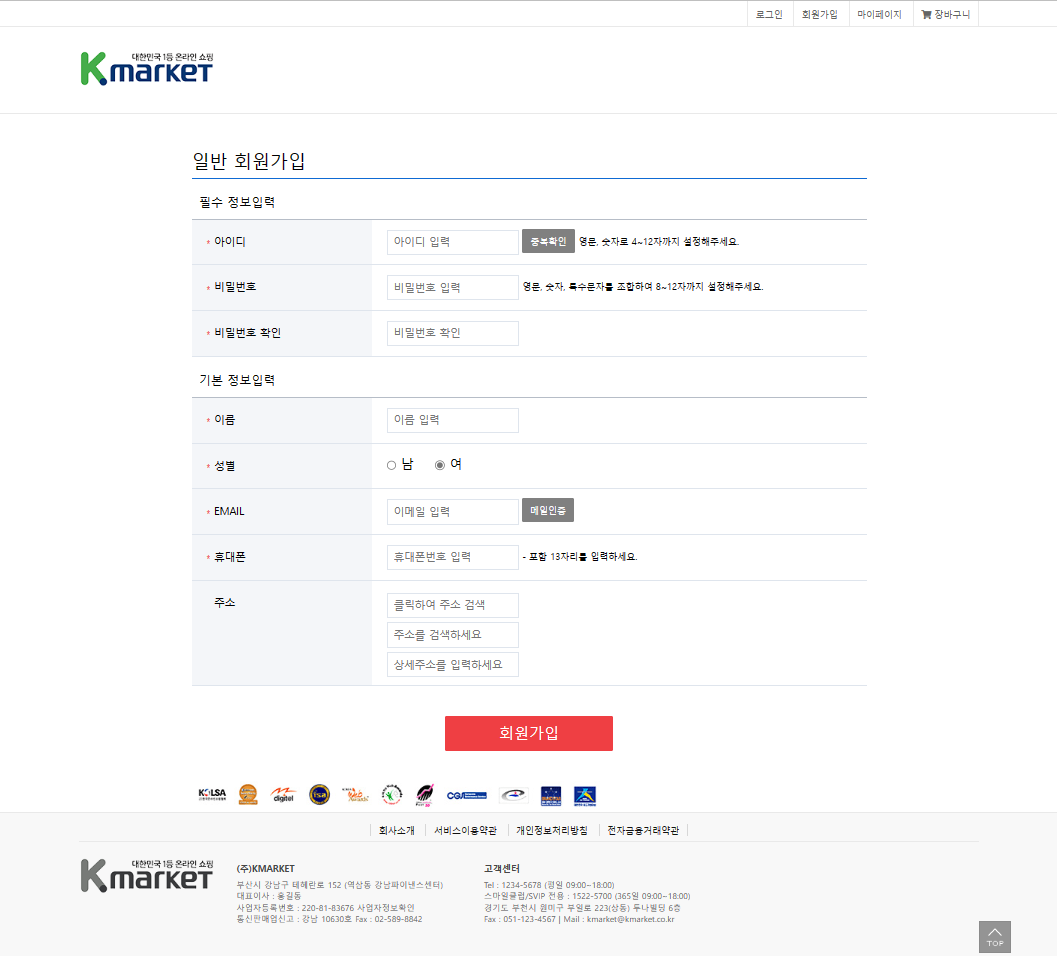 로그인 회원가입 마이페이지 장바구니
대한민국 1등 온라인 쇼핑
Kmarket
일반 회원가입
필수 정보입력
* 아이디 아이디 입력 중복확인 영문, 숫자로 4~12자까지 설정해주세요.
* 비밀번호 비밀번호 입력 영문, 숫자, 특수문자를 조합하여 8~12자까지 설정해주세요.
* 비밀번호 확인 비밀번호 확인
기본 정보입력
* 이름 이름 입력
* 성별 남 여
* EMAIL 이메일 입력 메일인증
* 휴대폰 휴대폰번호 입력 - 포함 13자리를 입력하세요.
주소 클릭하여 주소 검색
주소를 검색하세요
상세주소를 입력하세요
회원가입
KOLSA digitel isa Web Awards CQI
회사소개 서비스이용약관 개인정보처리방침 전자금융거래약관
대한민국 1등 온라인 쇼핑
Kmarket
(주)KMARKET
부산시 강남구 테헤란로 152 (역삼동 강남파이낸스센터)
대표이사 : 홍길동
사업자등록번호 : 220-81-83676 사업자정보확인
통신판매업신고 : 강남 10630호 Fax : 02-589-8842
고객센터
Tel : 1234-5678 (평일 09:00~18:00)
스마일클럽/SVIP 전용 : 1522-5700 (365일 09:00~18:00)
경기도 부천시 원미구 부일로 223(상동) 투나빌딩 6층
Fax : 051-123-4567 | Mail : kmarket@kmarket.co.kr
TOP